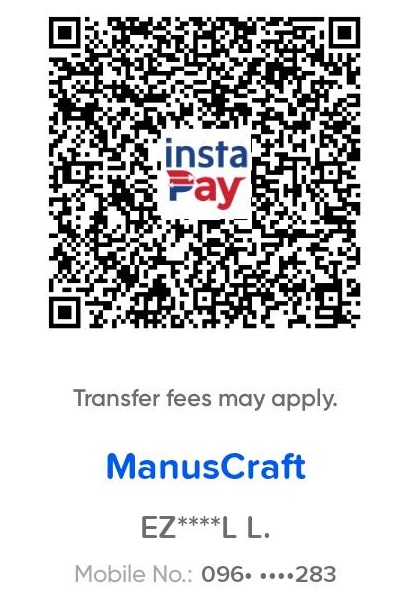 insta
Pay
Transfer fees may apply.
ManusCraft
EZ****L L.
Mobile No.: 096• ••••283